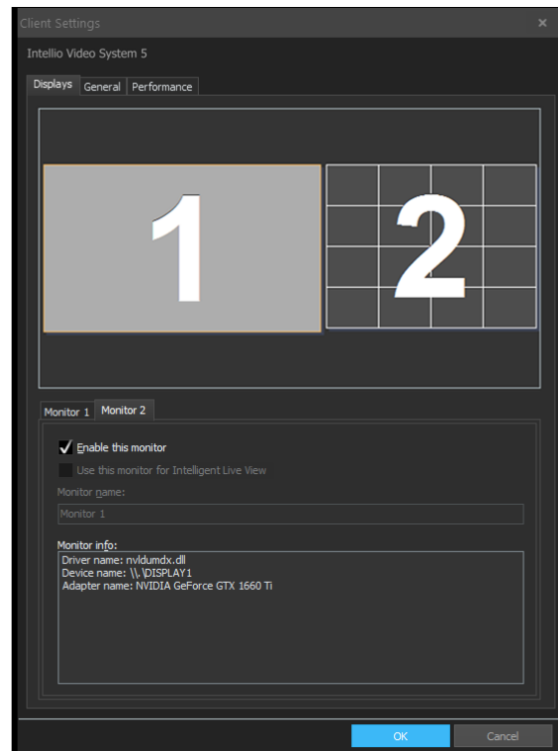 Client Settings
Intellio Video System 5
Displays General Performance
1 2
Monitor 1 Monitor 2
Enable this monitor
Use this monitor for Intelligent Live View
Monitor name:
Monitor 1
Monitor info:
Driver name: nvldumdx.dll
Device name: \\.\DISPLAY1
Adapter name: NVIDIA GeForce GTX 1660 Ti
OK Cancel